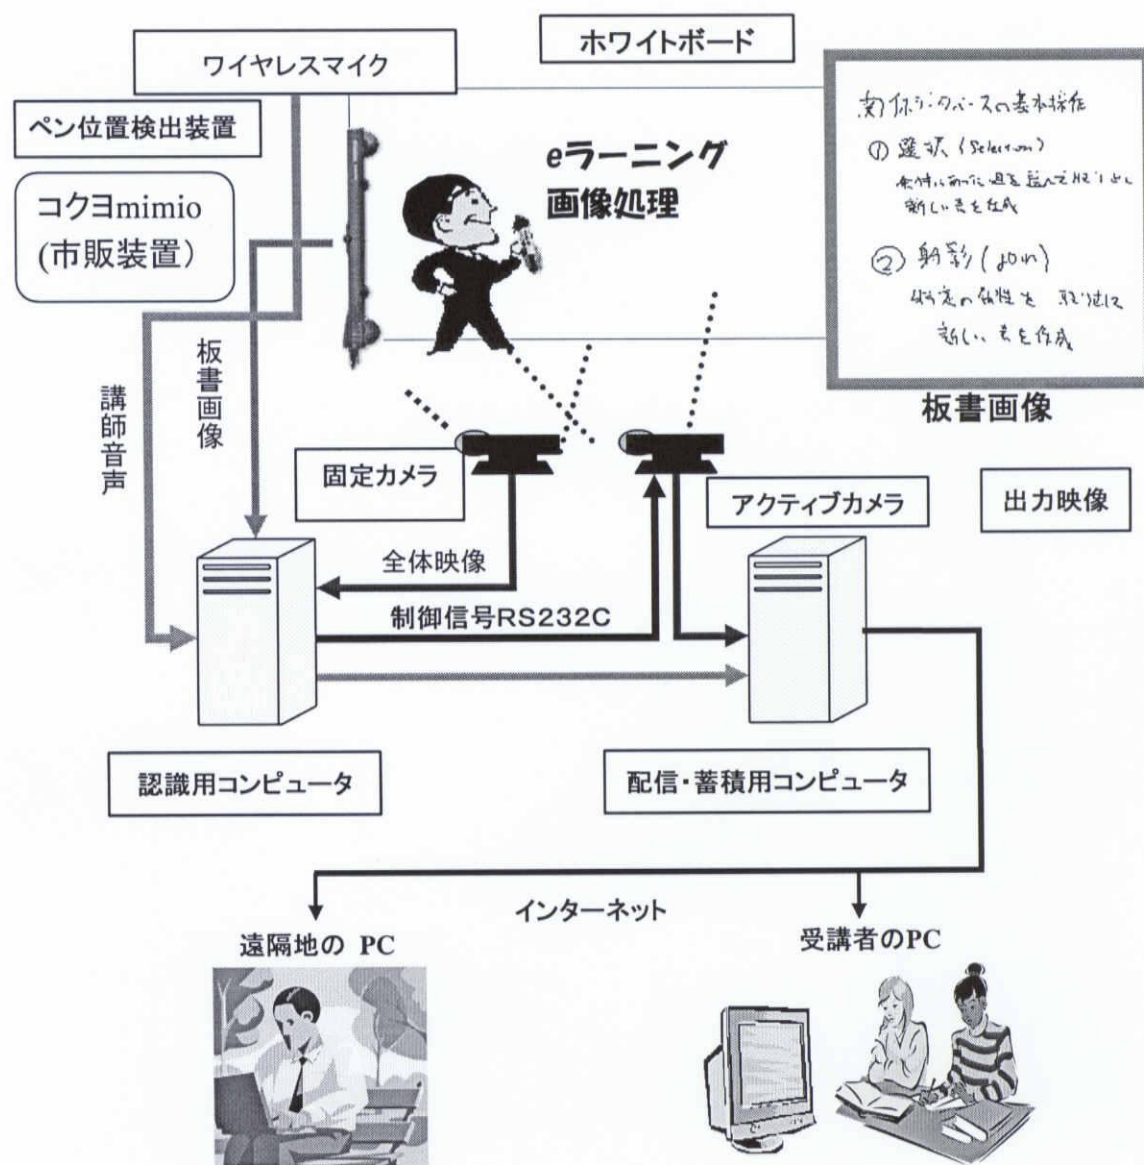 ワイヤレスマイク
ホワイトボード
ペン位置検出装置
コクヨmimio
(市販装置)
eラーニング
画像処理
データベースの基本操作
① 選択 (Selection)
新しい表を作成
② 射影 (join)
新しい表を作成
板書画像
板書画像
講師音声
固定カメラ
アクティブカメラ
出力映像
全体映像
制御信号RS232C
認識用コンピュータ
配信・蓄積用コンピュータ
インターネット
遠隔地の PC
受講者のPC